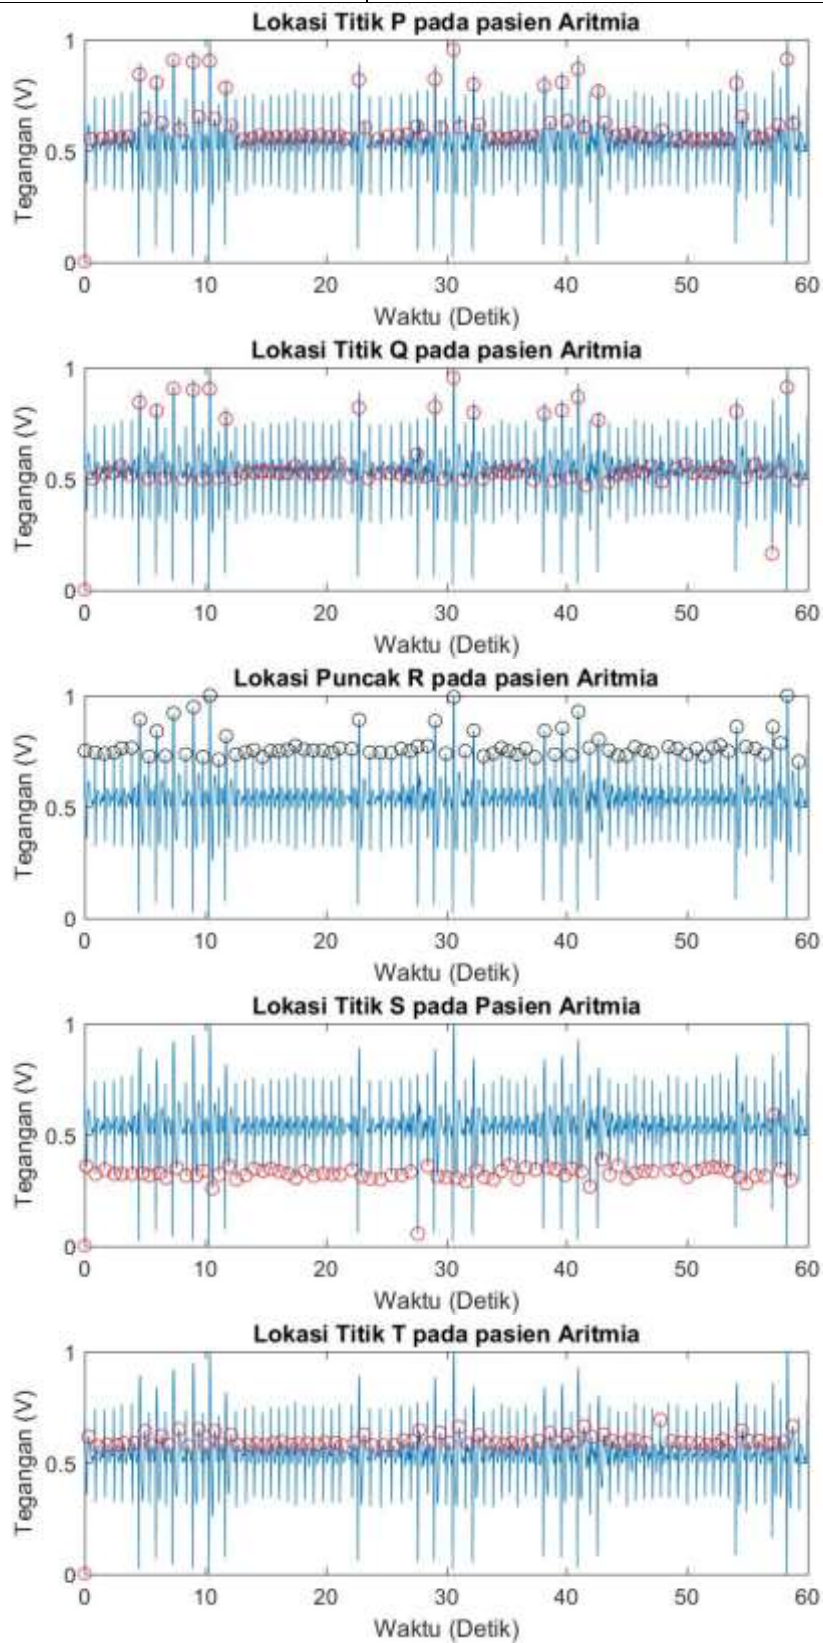 Lokasi Titik P pada pasien Aritmia
1
0.5
0
Tegangan (V)
0 10 20 30 40 50 60
Waktu (Detik)
Lokasi Titik Q pada pasien Aritmia
1
0.5
0
Tegangan (V)
0 10 20 30 40 50 60
Waktu (Detik)
Lokasi Puncak R pada pasien Aritmia
1
0.5
0
Tegangan (V)
0 10 20 30 40 50 60
Waktu (Detik)
Lokasi Titik S pada Pasien Aritmia
1
0.5
0
Tegangan (V)
0 10 20 30 40 50 60
Waktu (Detik)
Lokasi Titik T pada pasien Aritmia
1
0.5
0
Tegangan (V)
0 10 20 30 40 50 60
Waktu (Detik)